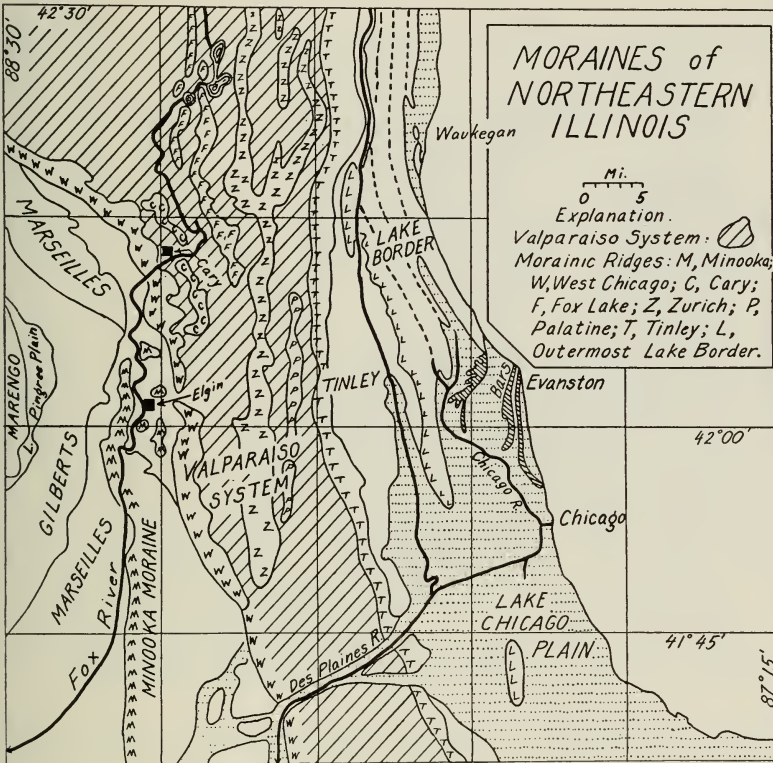 42°30'
88°30'
MORAINES of
NORTHEASTERN
ILLINOIS
Mi.
0 5
Explanation.
Valparaiso System:
Morainic Ridges: M, Minooka;
W, West Chicago; C, Cary;
F, Fox Lake; Z, Zurich; P,
Palatine; T, Tinley; L,
Outermost Lake Border.
Waukegan
MARSEILLES
LAKE
BORDER
Cary
MARENGO
Pingree Plain
Elgin
TINLEY
Bars
Evanston
42°00'
GILBERTS
VALPARAISO
SYSTEM
Chicago R.
Chicago
MARSEILLES
River
Fox
MINOOKA MORAINE
LAKE
CHICAGO
PLAIN
41°45'
Des Plaines R.
87°15'